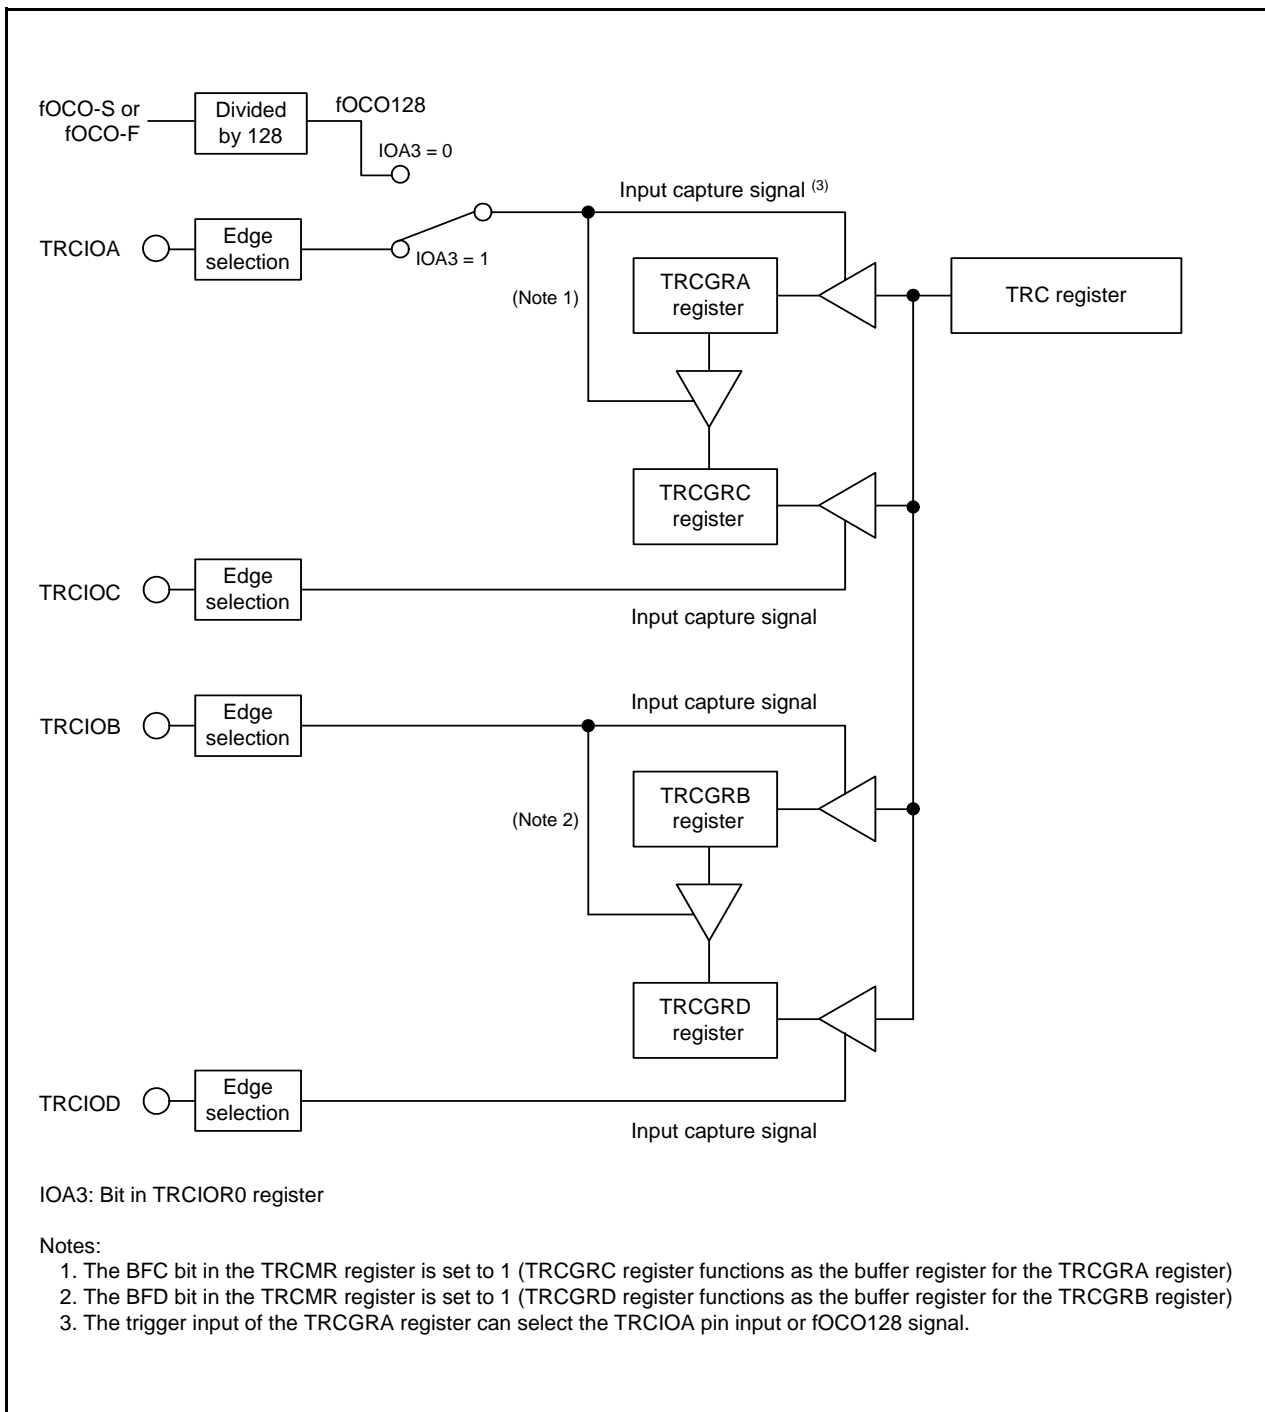 fOCO-S or
fOCO-F
Divided
by 128
fOCO128
IOA3 = 0
Input capture signal (3)
TRCIOA
Edge
selection
IOA3 = 1
(Note 1)
TRCGRA
register
TRC register
TRCGRC
register
TRCIOC
Edge
selection
Input capture signal
Input capture signal
TRCIOB
Edge
selection
(Note 2)
TRCGRB
register
TRCGRD
register
TRCIOD
Edge
selection
Input capture signal
IOA3: Bit in TRCIOR0 register
Notes:
1. The BFC bit in the TRCMR register is set to 1 (TRCGRC register functions as the buffer register for the TRCGRA register)
2. The BFD bit in the TRCMR register is set to 1 (TRCGRD register functions as the buffer register for the TRCGRB register)
3. The trigger input of the TRCGRA register can select the TRCIOA pin input or fOCO128 signal.